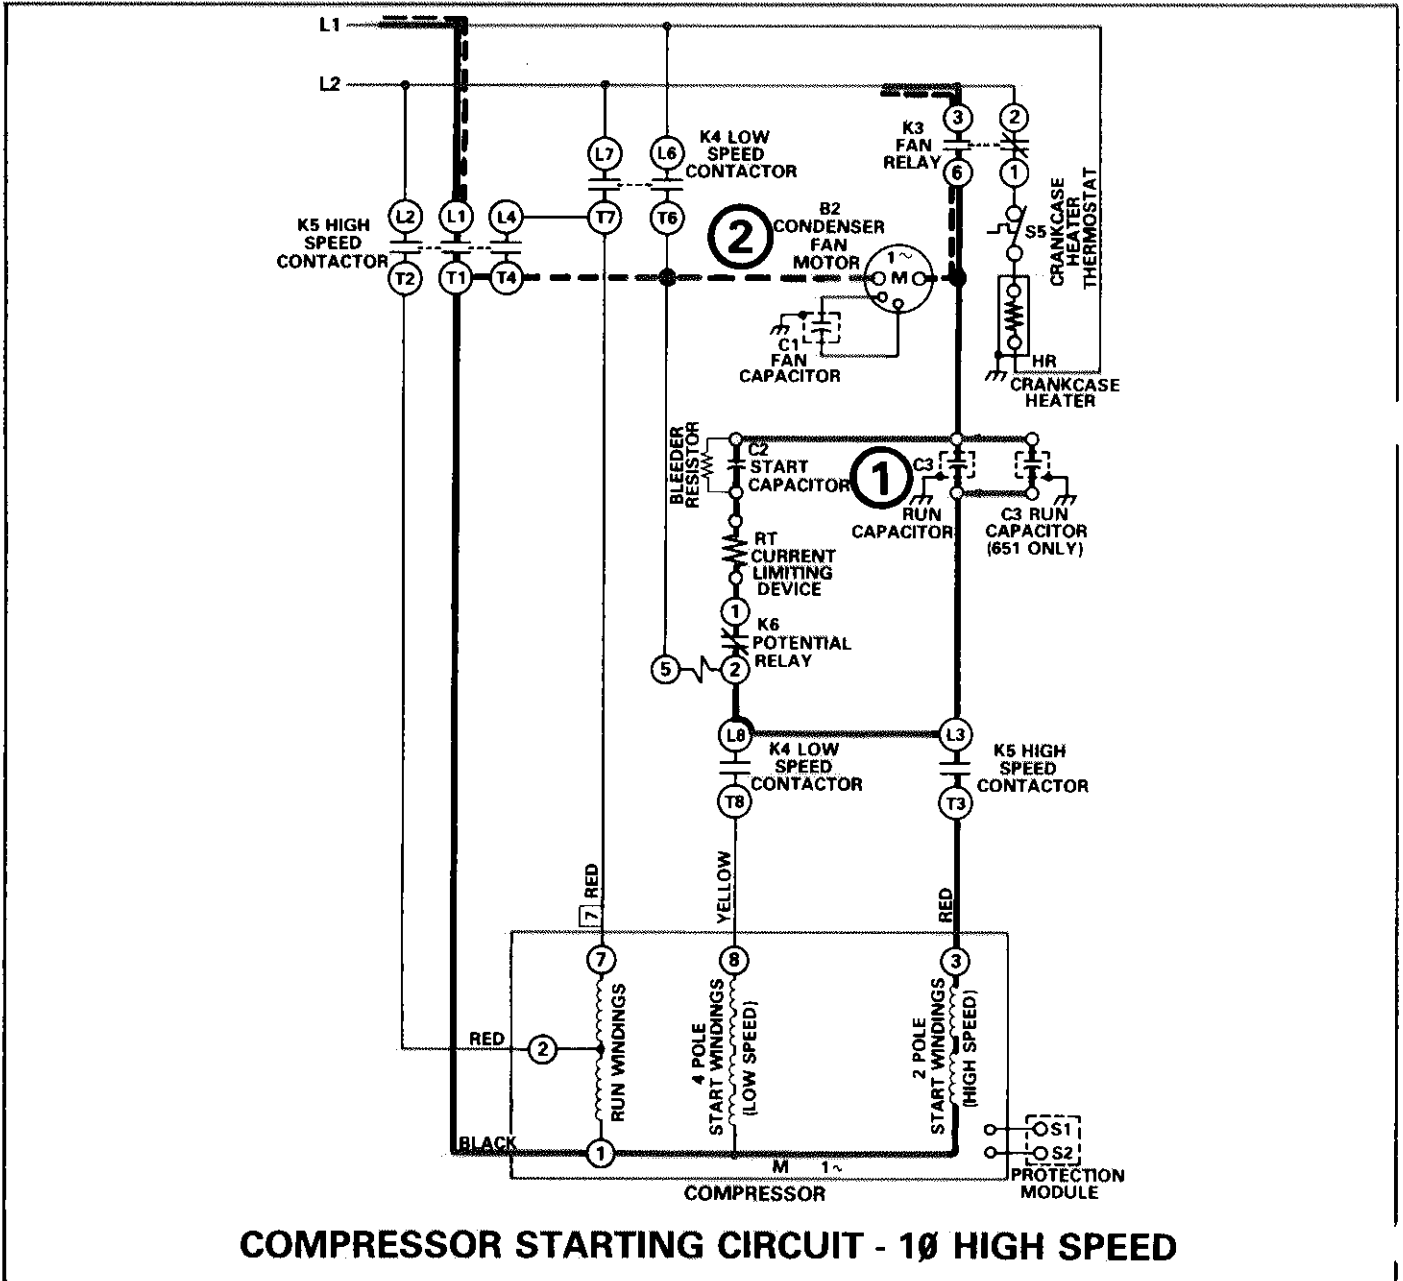 L1
L2
3
2
K3
FAN
RELAY
6
1
K4 LOW
SPEED
CONTACTOR
L7
L6
T7
T6
L2
L1
L4
K5 HIGH
SPEED
CONTACTOR
T2
T1
T4
2
B2
CONDENSER
FAN
MOTOR
1~
M
S5
CRANKCASE
HEATER
THERMOSTAT
C1
FAN
CAPACITOR
HR
CRANKCASE
HEATER
BLEEDER
RESISTOR
C2
START
CAPACITOR
1
C3
RUN
CAPACITOR
C3 RUN
CAPACITOR
(651 ONLY)
RT
CURRENT
LIMITING
DEVICE
1
K6
POTENTIAL
RELAY
5
2
L8
L3
K4 LOW
SPEED
CONTACTOR
K5 HIGH
SPEED
CONTACTOR
T8
T3
7
RED
YELLOW
RED
7
8
3
RED
2
RUN WINDINGS
4 POLE
START WINDINGS
(LOW SPEED)
2 POLE
START WINDINGS
(HIGH SPEED)
BLACK
1
M 1~
S1
S2
PROTECTION
MODULE
COMPRESSOR
COMPRESSOR STARTING CIRCUIT - 1ø HIGH SPEED